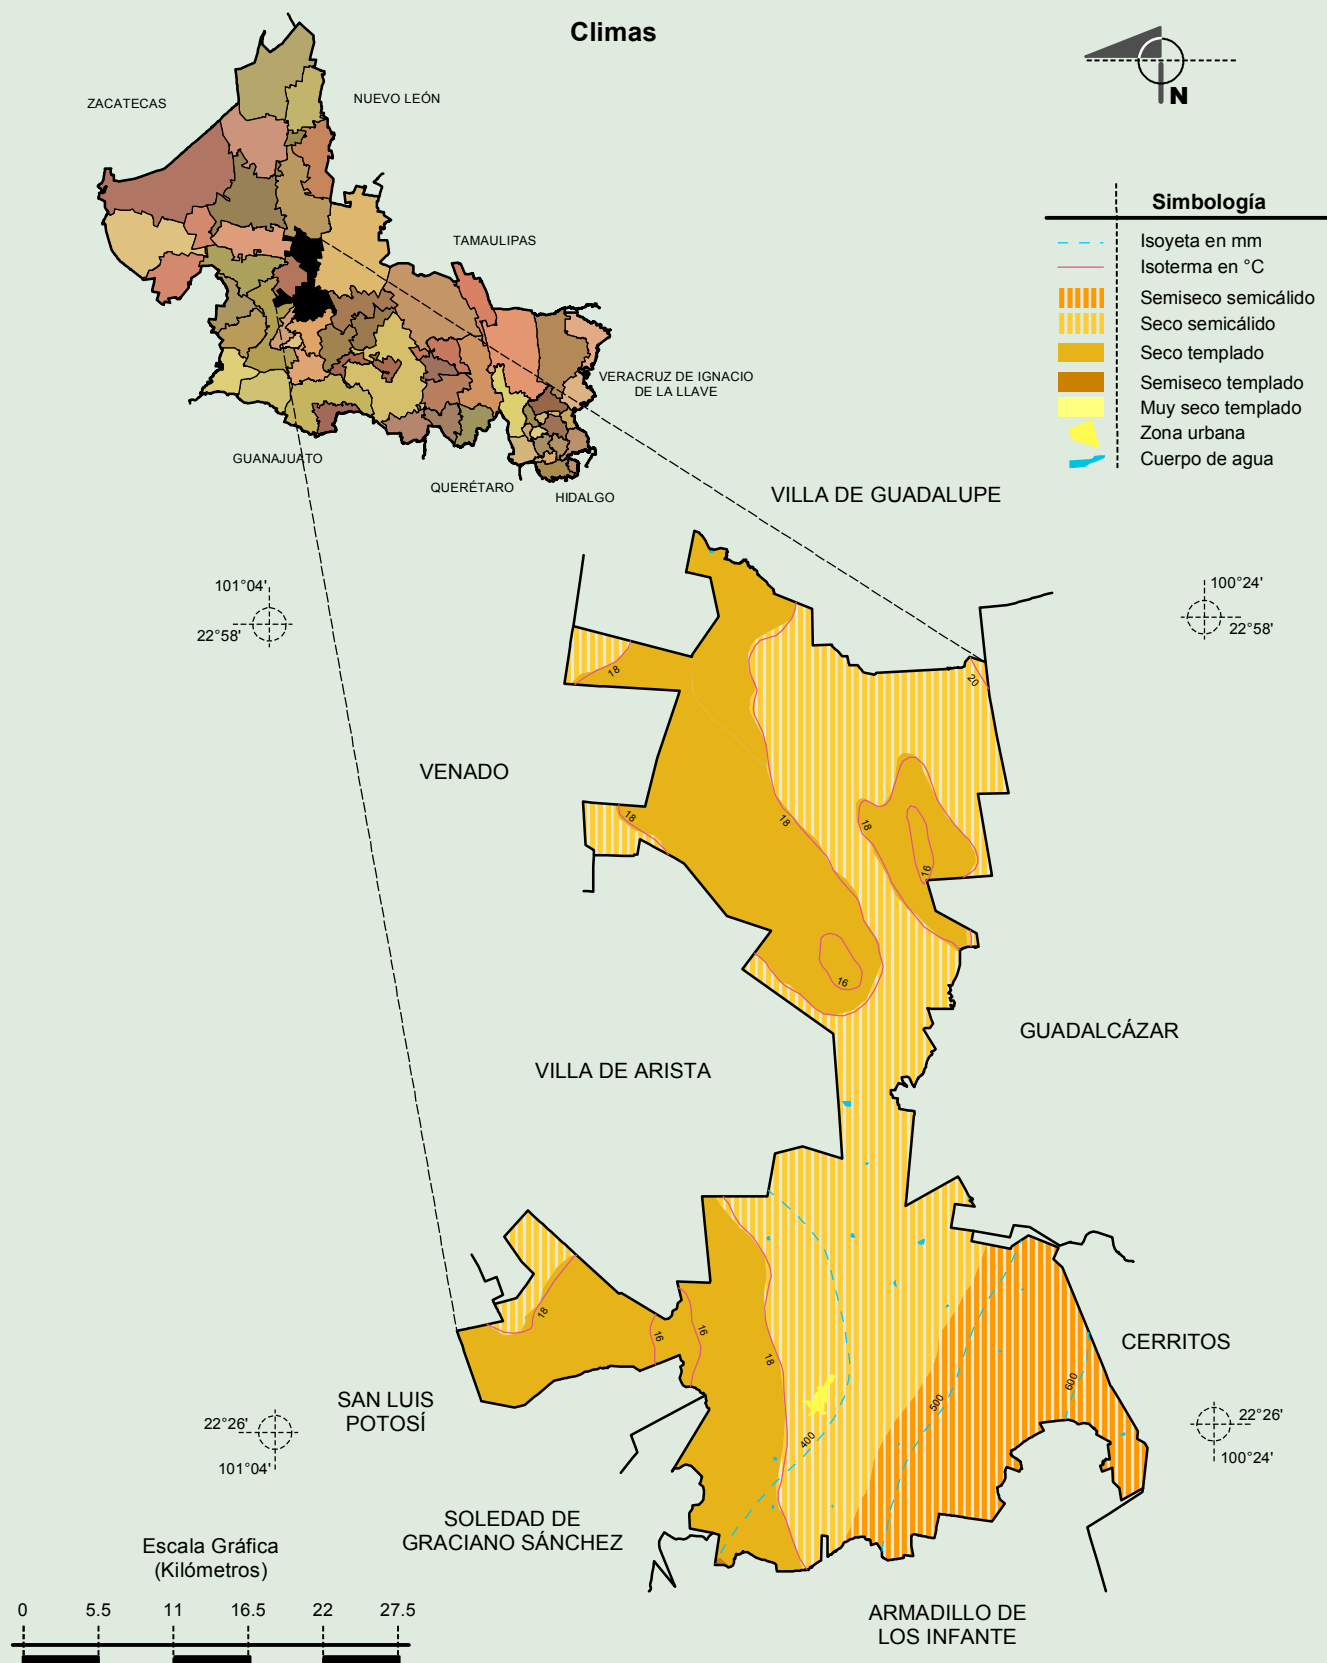 Climas
N
ZACATECAS
NUEVO LEÓN
TAMAULIPAS
VERACRUZ DE IGNACIO
DE LA LLAVE
GUANAJUATO
QUERÉTARO
HIDALGO
Simbología
Isoyeta en mm
Isoterma en °C
Semiseco semicálido
Seco semicálido
Seco templado
Semiseco templado
Muy seco templado
Zona urbana
Cuerpo de agua
VILLA DE GUADALUPE
101°04'
22°58'
100°24'
22°58'
18
20
VENADO
18
18
18
16
16
GUADALCÁZAR
VILLA DE ARISTA
18
16
16
18
CERRITOS
600
500
400
SAN LUIS
POTOSÍ
22°26'
101°04'
22°26'
100°24'
SOLEDAD DE
GRACIANO SÁNCHEZ
ARMADILLO DE
LOS INFANTE
Escala Gráfica
(Kilómetros)
0 5.5 11 16.5 22 27.5